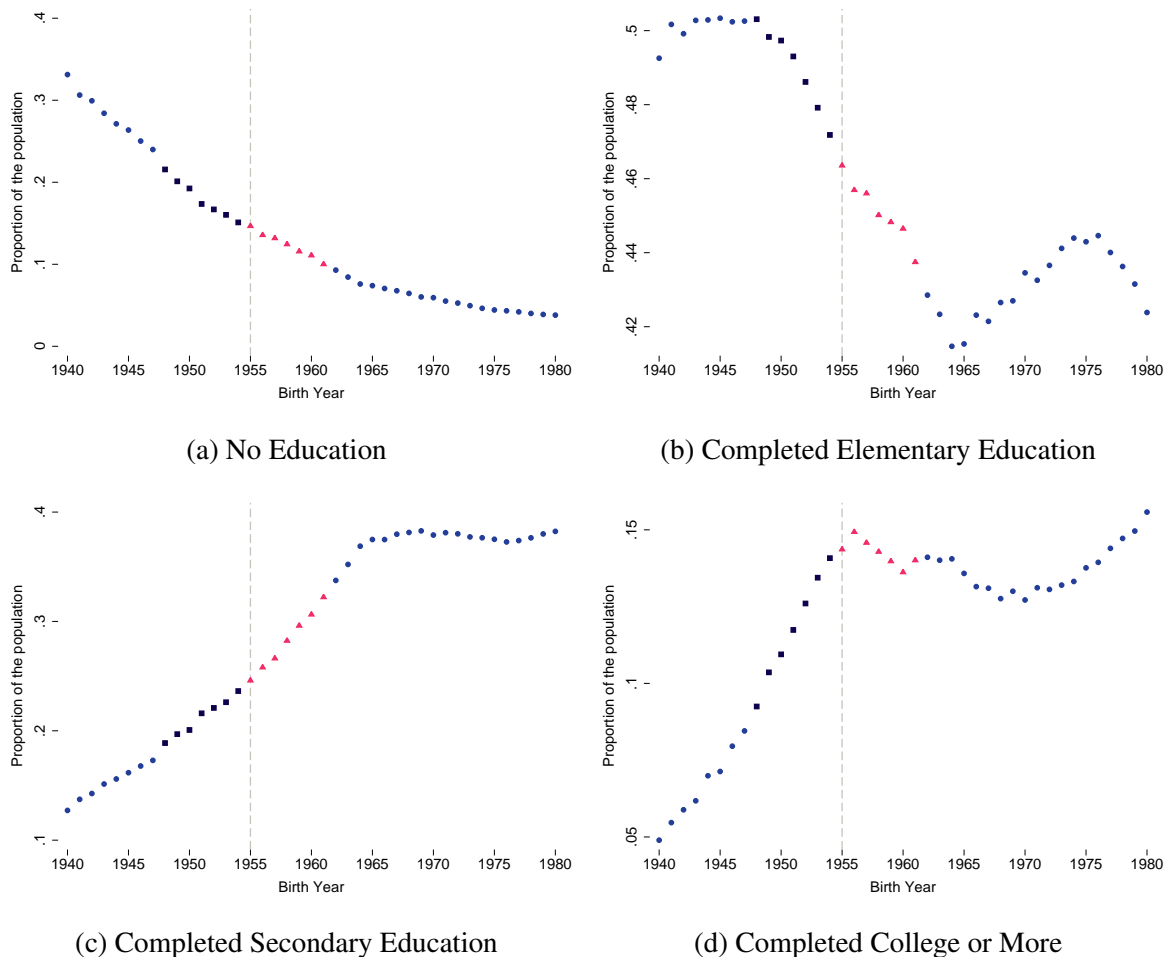 Proportion of the population
0 .1 .2 .3 .4
1940 1945 1950 1955 1960 1965 1970 1975 1980
Birth Year
(a) No Education
Proportion of the population
.42 .44 .46 .48 .5
1940 1945 1950 1955 1960 1965 1970 1975 1980
Birth Year
(b) Completed Elementary Education
Proportion of the population
.1 .2 .3 .4
1940 1945 1950 1955 1960 1965 1970 1975 1980
Birth Year
(c) Completed Secondary Education
Proportion of the population
.05 .1 .15
1940 1945 1950 1955 1960 1965 1970 1975 1980
Birth Year
(d) Completed College or More